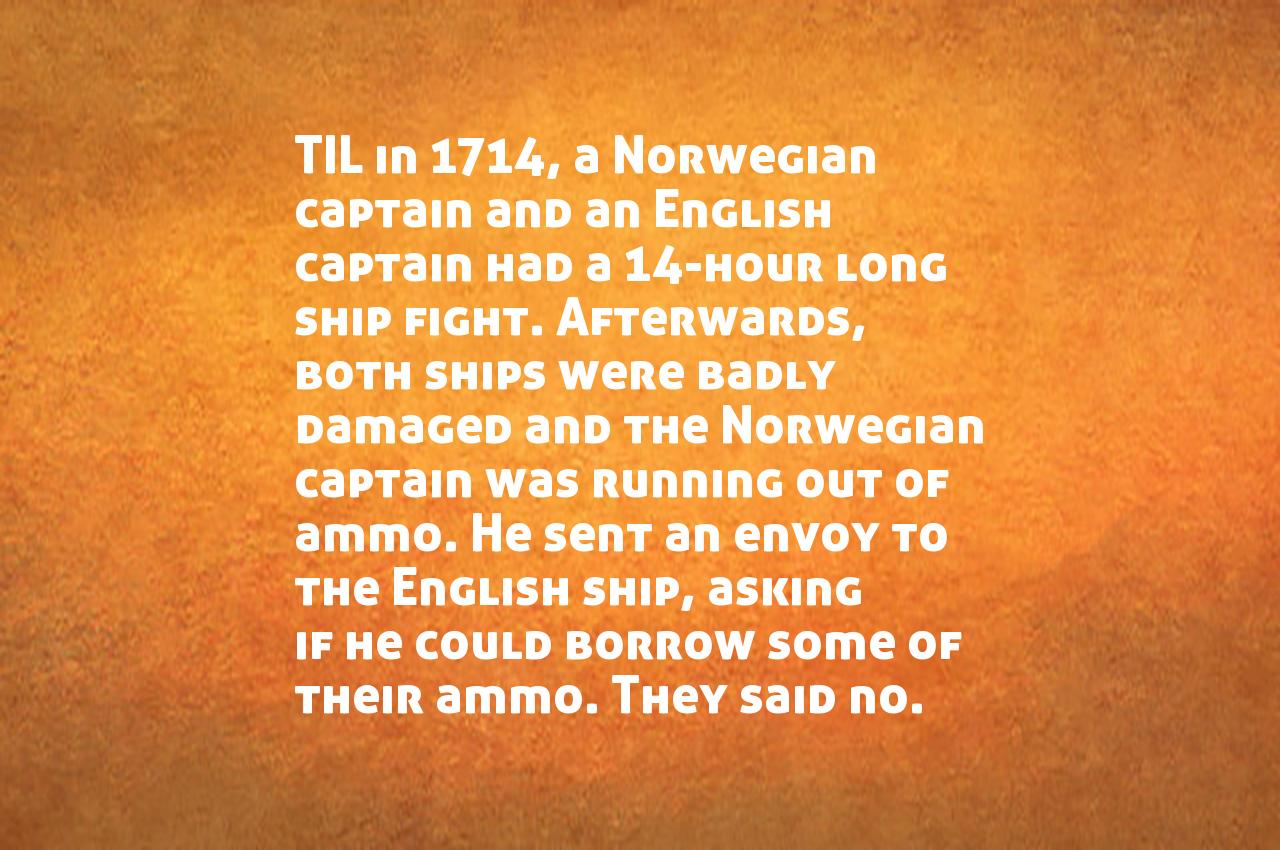 TIL in 1714, a Norwegian
captain and an English
captain had a 14-hour long
ship fight. Afterwards,
both ships were badly
damaged and the Norwegian
captain was running out of
ammo. He sent an envoy to
the English ship, asking
if he could borrow some of
their ammo. They said no.